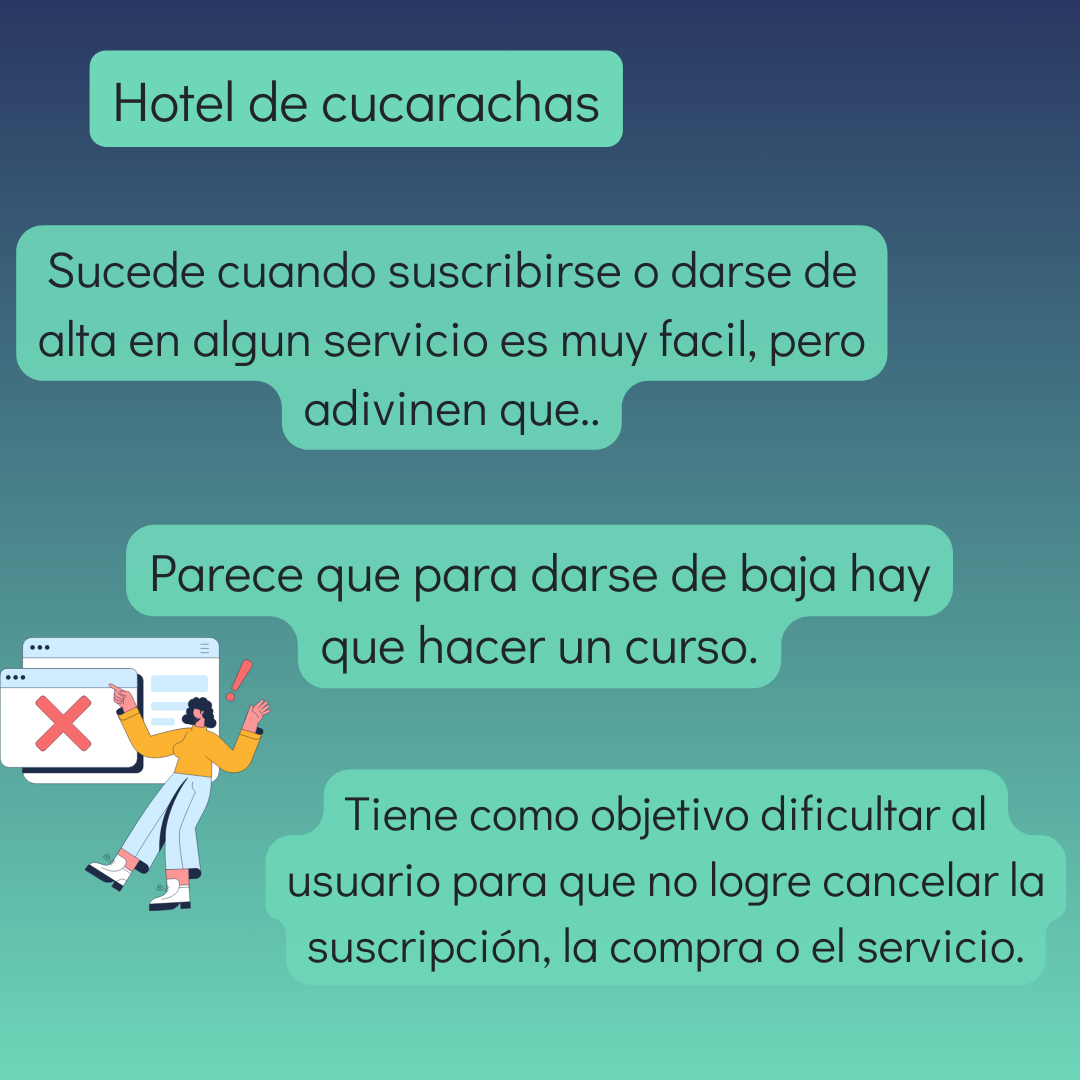 Hotel de cucarachas
Sucede cuando suscribirse o darse de
alta en algun servicio es muy facil, pero
adivinen que..
Parece que para darse de baja hay
que hacer un curso.
Tiene como objetivo dificultar al
usuario para que no logre cancelar la
suscripción, la compra o el servicio.